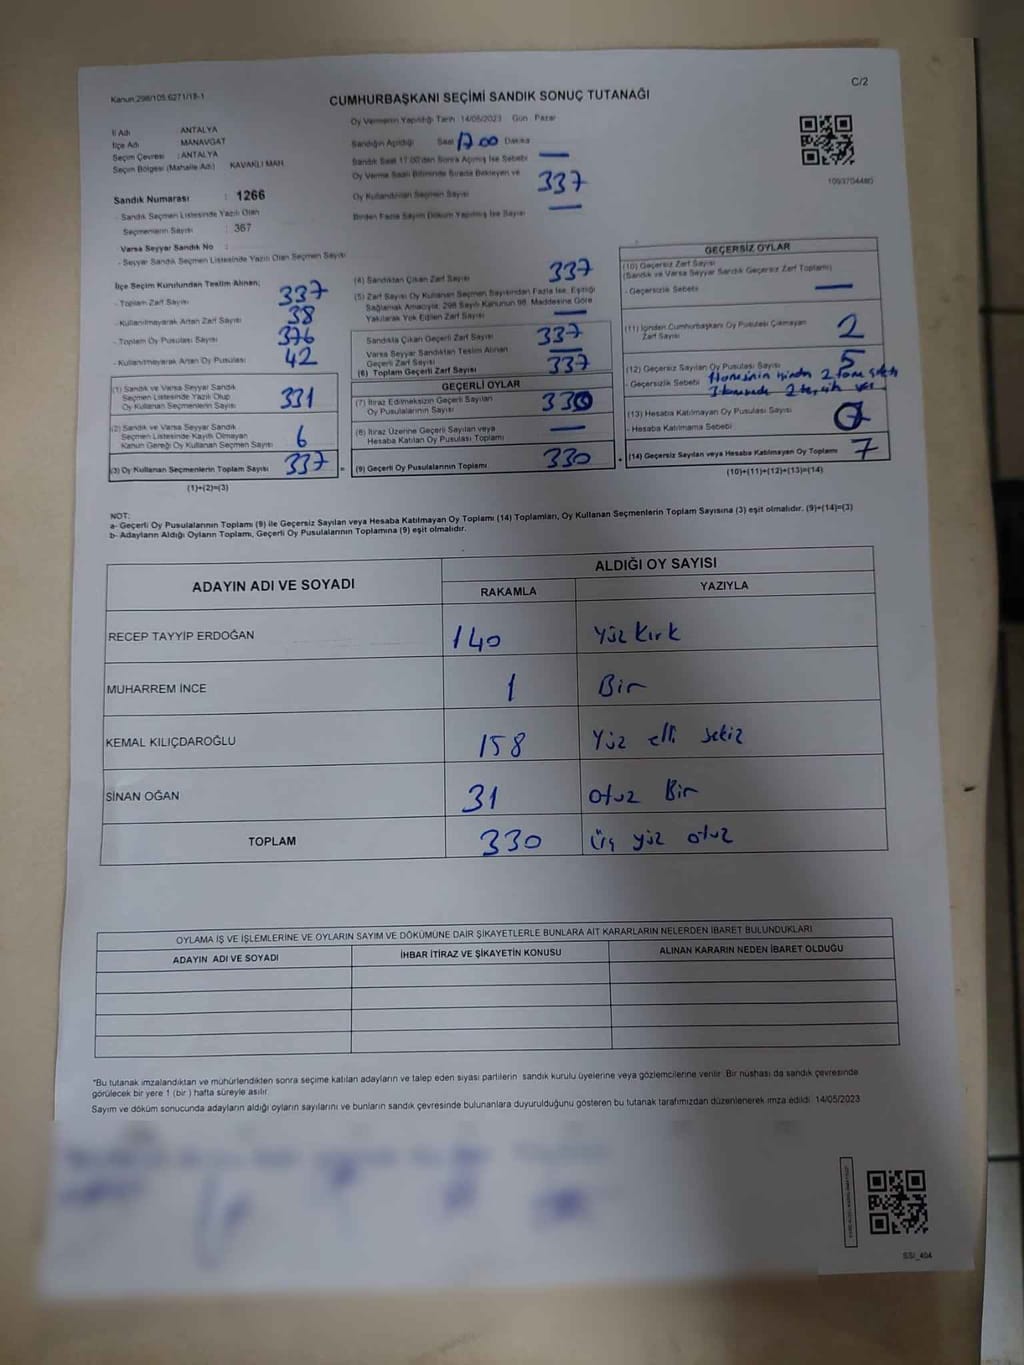 C/2
Kanun:298/105.6271/18-1
CUMHURBAŞKANI SEÇİMİ SANDIK SONUÇ TUTANAĞI
İl Adı : ANTALYA
İlçe Adı : MANAVGAT
Seçim Çevresi : ANTALYA
Seçim Bölgesi (Mahalle Adı) : KAVAKLI MAH
Sandık Numarası : 1266
- Sandık Seçmen Listesinde Yazılı Olan
Seçmenlerin Sayısı : 367
Varsa Seyyar Sandık No :
- Seyyar Sandık Seçmen Listesinde Yazılı Olan Seçmen Sayısı
Oy Vermenin Yapıldığı Tarih :14/05/2023 Gün : Pazar
Sandığın Açıldığı Saat 17 00 Dakika
Sandık Saat 17:00'den Sonra Açılmış İse Sebebi —
Oy Verme Saati Bitiminde Sırada Bekleyen ve
Oy Kullandırılan Seçmen Sayısı 337
Birden Fazla Sayım Döküm Yapılmış İse Sayısı —
1093704480
İlçe Seçim Kurulundan Teslim Alınan;
- Toplam Zarf Sayısı 337
- Kullanılmayarak Artan Zarf Sayısı 38
- Toplam Oy Pusulası Sayısı 376
- Kullanılmayarak Artan Oy Pusulası 42
(1) Sandık ve Varsa Seyyar Sandık
Seçmen Listesinde Yazılı Olup
Oy Kullanan Seçmenlerin Sayısı 331
(2) Sandık ve Varsa Seyyar Sandık
Seçmen Listesinde Kayıtlı Olmayan
Kanun Gereği Oy Kullanan Seçmen Sayısı 6
(3) Oy Kullanan Seçmenlerin Toplam Sayısı 337 =
(1)+(2)=(3)
(4) Sandıktan Çıkan Zarf Sayısı 337
(5) Zarf Sayısı Oy Kullanan Seçmen Sayısından Fazla İse, Eşitliği
Sağlamak Amacıyla; 298 Sayılı Kanunun 98. Maddesine Göre
Yakılarak Yok Edilen Zarf Sayısı —
Sandıkta Çıkan Geçerli Zarf Sayısı 337
Varsa Seyyar Sandıktan Teslim Alınan
Geçerli Zarf Sayısı —
(6) Toplam Geçerli Zarf Sayısı 337
GEÇERLİ OYLAR
(7) İtiraz Edilmeksizin Geçerli Sayılan
Oy Pusulalarının Sayısı 330
(8) İtiraz Üzerine Geçerli Sayılan veya
Hesaba Katılan Oy Pusulası Toplamı —
(9) Geçerli Oy Pusulalarının Toplamı 330 +
GEÇERSİZ OYLAR
(10) Geçersiz Zarf Sayısı
(Sandık ve Varsa Seyyar Sandık Geçersiz Zarf Toplamı)
- Geçersizlik Sebebi —
(11) İçinden Cumhurbaşkanı Oy Pusulası Çıkmayan
Zarf Sayısı 2
(12) Geçersiz Sayılan Oy Pusulası Sayısı 5
- Geçersizlik Sebebi
(13) Hesaba Katılmayan Oy Pusulası Sayısı
- Hesaba Katılmama Sebebi
(14) Geçersiz Sayılan veya Hesaba Katılmayan Oy Toplamı 7
(10)+(11)+(12)+(13)=(14)
NOT:
a- Geçerli Oy Pusulalarının Toplamı (9) ile Geçersiz Sayılan veya Hesaba Katılmayan Oy Toplamı (14) Toplamları, Oy Kullanan Seçmenlerin Toplam Sayısına (3) eşit olmalıdır. (9)+(14)=(3)
b- Adayların Aldığı Oyların Toplamı, Geçerli Oy Pusulalarının Toplamına (9) eşit olmalıdır.
ADAYIN ADI VE SOYADI
ALDIĞI OY SAYISI
RAKAMLA YAZIYLA
RECEP TAYYİP ERDOĞAN 140 Yüz kırk
MUHARREM İNCE 1 Bir
KEMAL KILIÇDAROĞLU 158 Yüz elli sekiz
SİNAN OĞAN 31 otuz Bir
TOPLAM 330 üç yüz otuz
OYLAMA İŞ VE İŞLEMLERİNE VE OYLARIN SAYIM VE DÖKÜMÜNE DAİR ŞİKAYETLERLE BUNLARA AİT KARARLARIN NELERDEN İBARET BULUNDUKLARI
ADAYIN ADI VE SOYADI İHBAR İTİRAZ VE ŞİKAYETİN KONUSU ALINAN KARARIN NEDEN İBARET OLDUĞU
*Bu tutanak imzalandıktan ve mühürlendikten sonra seçime katılan adayların ve talep eden siyasi partilerin sandık kurulu üyelerine veya gözlemcilerine verilir. Bir nüshası da sandık çevresinde
görülecek bir yere 1 (bir ) hafta süreyle asılır.
Sayım ve döküm sonucunda adayların aldığı oyların sayılarını ve bunların sandık çevresinde bulunanlara duyurulduğunu gösteren bu tutanak tarafımızdan düzenlenerek imza edildi. 14/05/2023
SSİ_404